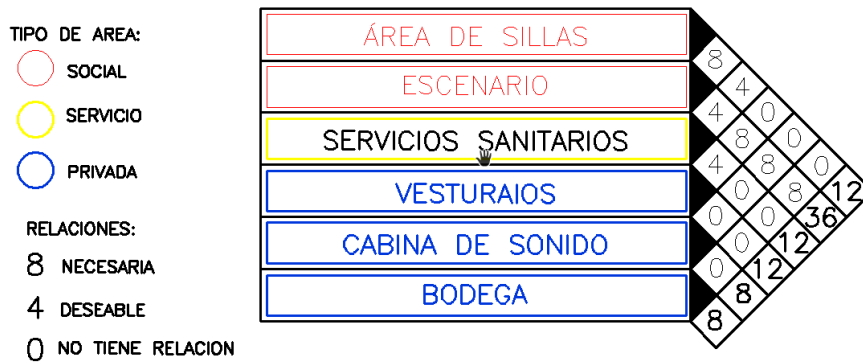 TIPO DE AREA:
SOCIAL
SERVICIO
PRIVADA
RELACIONES:
8 NECESARIA
4 DESEABLE
0 NO TIENE RELACION
ÁREA DE SILLAS
ESCENARIO
SERVICIOS SANITARIOS
VESTURAIOS
CABINA DE SONIDO
BODEGA
8
4
4 0
8 0
4 8 0
0 8 12
0 0 36
0 12
0 12
8
8